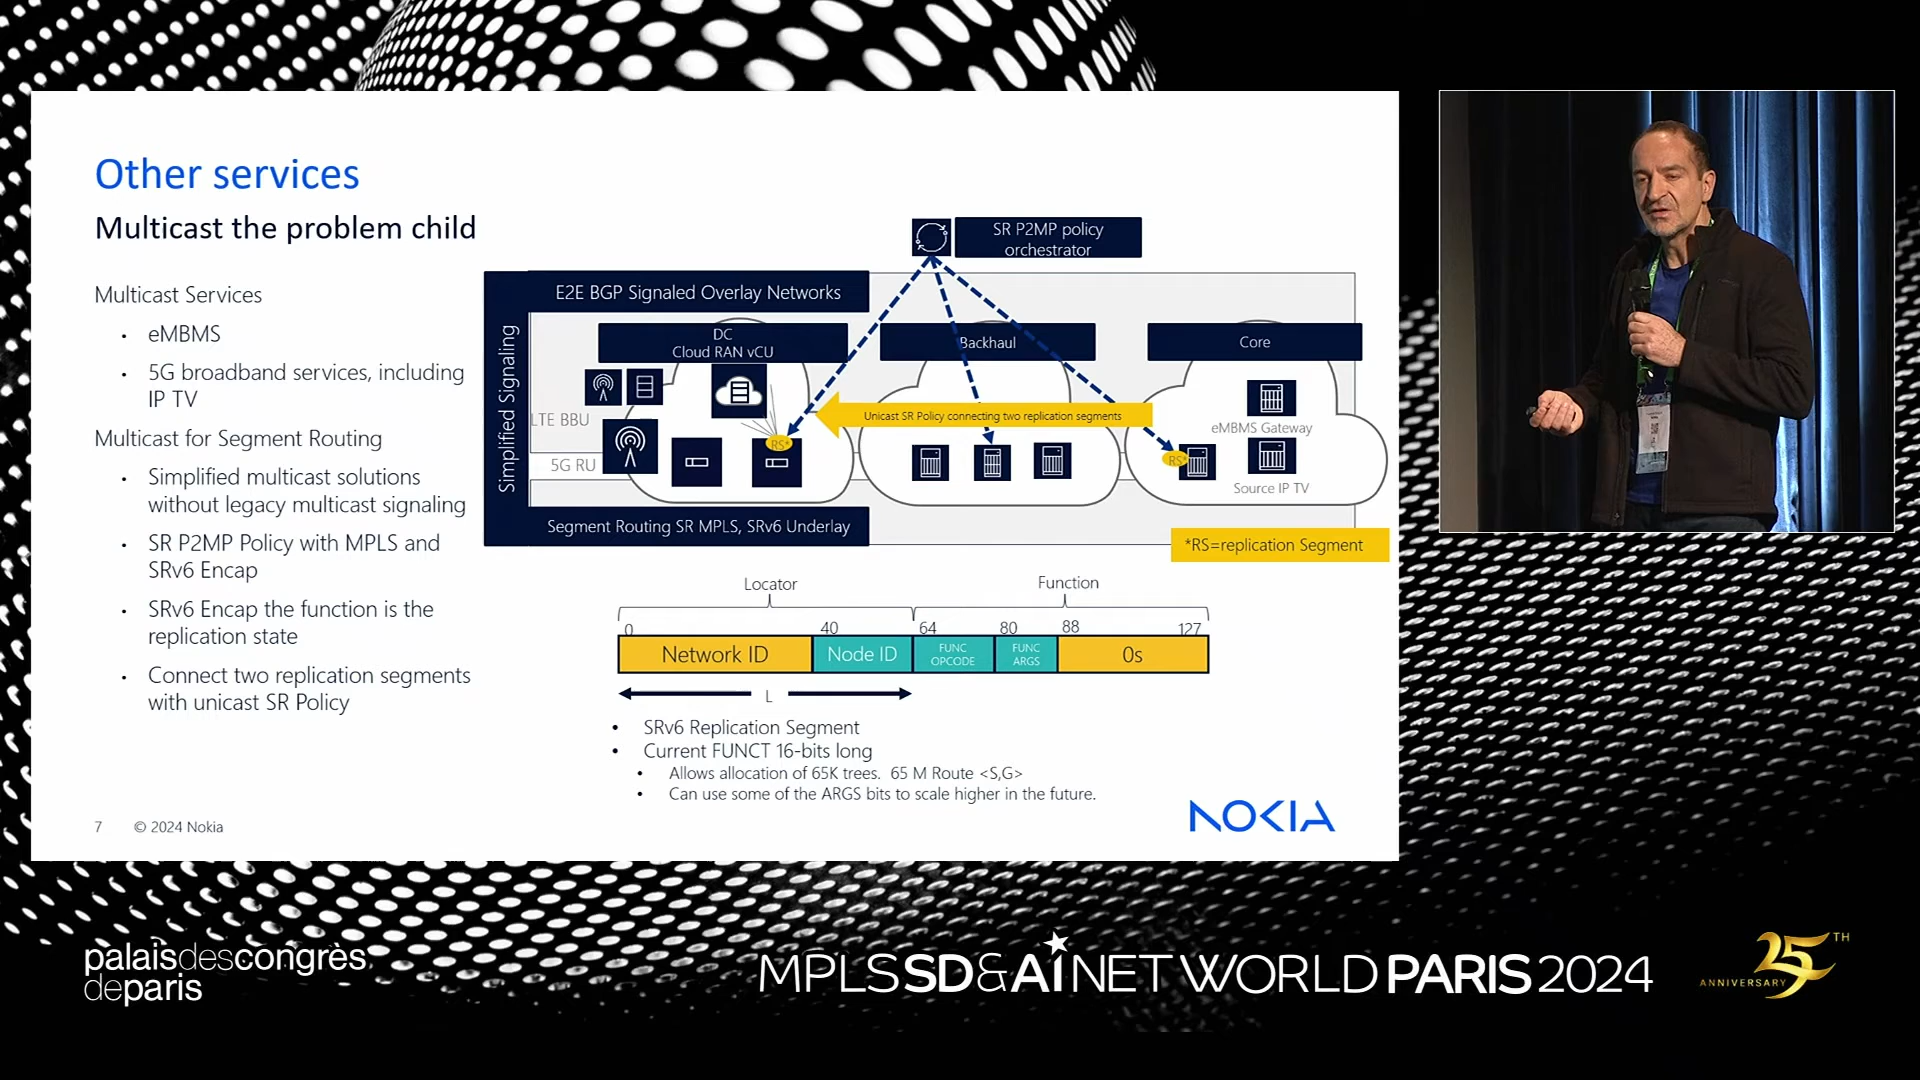 Other services
Multicast the problem child
Multicast Services
• eMBMS
• 5G broadband services, including
IP TV
Multicast for Segment Routing
• Simplified multicast solutions
without legacy multicast signaling
• SR P2MP Policy with MPLS and
SRv6 Encap
• SRv6 Encap the function is the
replication state
• Connect two replication segments
with unicast SR Policy
SR P2MP policy
orchestrator
E2E BGP Signaled Overlay Networks
Simplified Signaling
DC
Cloud RAN vCU
Backhaul
Core
LTE BBU
5G RU
RS*
Unicast SR Policy connecting two replication segments
RS*
eMBMS Gateway
Source IP TV
Segment Routing SR MPLS, SRv6 Underlay
*RS=replication Segment
Locator
Function
0 40 64 80 88 127
Network ID
Node ID
FUNC
OPCODE
FUNC
ARGS
0s
L
• SRv6 Replication Segment
• Current FUNCT 16-bits long
• Allows allocation of 65K trees. 65 M Route <S,G>
• Can use some of the ARGS bits to scale higher in the future.
7 © 2024 Nokia
NOKIA
palaisdescongrès
deparis
MPLS SD & AI NET WORLD PARIS 2024
25TH
ANNIVERSARY